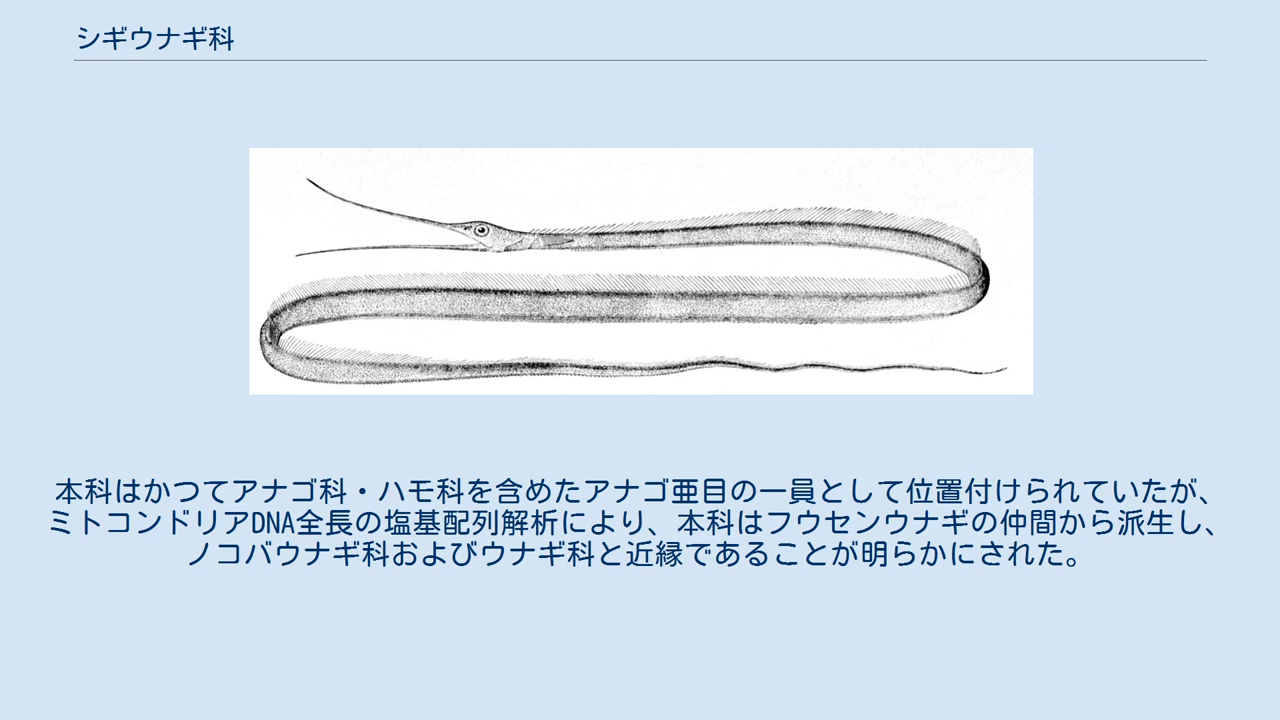 シギウナギ科
本科はかつてアナゴ科・ハモ科を含めたアナゴ亜目の一員として位置付けられていたが、
ミトコンドリアDNA全長の塩基配列解析により、本科はフウセンウナギの仲間から派生し、
ノコバウナギ科およびウナギ科と近縁であることが明らかにされた。